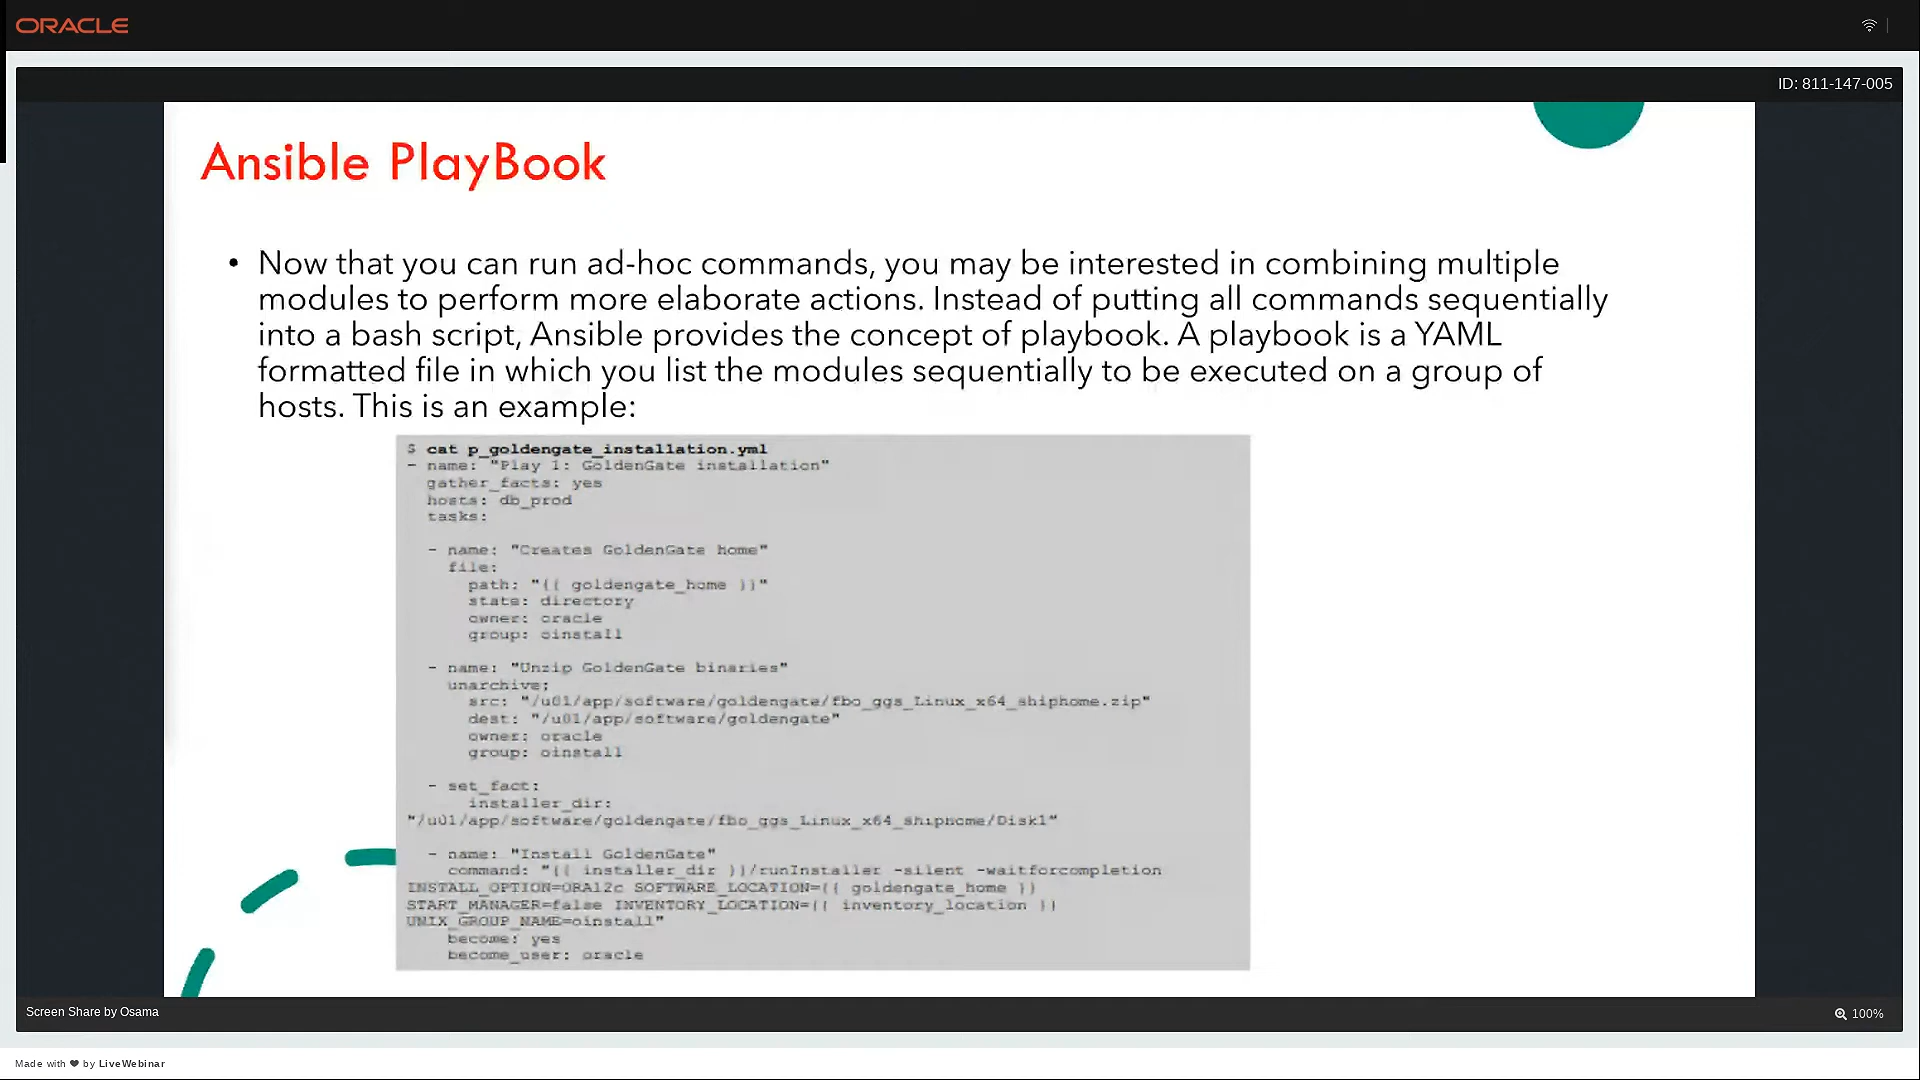 ORACLE
ID: 811-147-005
Ansible PlayBook
• Now that you can run ad-hoc commands, you may be interested in combining multiple
modules to perform more elaborate actions. Instead of putting all commands sequentially
into a bash script, Ansible provides the concept of playbook. A playbook is a YAML
formatted file in which you list the modules sequentially to be executed on a group of
hosts. This is an example:
$ cat p_goldengate_installation.yml
- name: "Play 1: GoldenGate installation"
  gather_facts: yes
  hosts: db_prod
  tasks:
  - name: "Creates GoldenGate home"
    file:
      path: "{{ goldengate_home }}"
      state: directory
      owner: oracle
      group: oinstall
  - name: "Unzip GoldenGate binaries"
    unarchive:
      src: "/u01/app/software/goldengate/fbo_ggs_Linux_x64_shiphome.zip"
      dest: "/u01/app/software/goldengate"
      owner: oracle
      group: oinstall
  - set_fact:
      installer_dir:
"/u01/app/software/goldengate/fbo_ggs_Linux_x64_shiphome/Disk1"
  - name: "Install GoldenGate"
    command: "{{ installer_dir }}/runInstaller -silent -waitforcompletion
INSTALL_OPTION=ORA12c SOFTWARE_LOCATION={{ goldengate_home }}
START_MANAGER=false INVENTORY_LOCATION={{ inventory_location }}
UNIX_GROUP_NAME=oinstall"
    become: yes
    become_user: oracle
Screen Share by Osama
100%
Made with ❤ by LiveWebinar